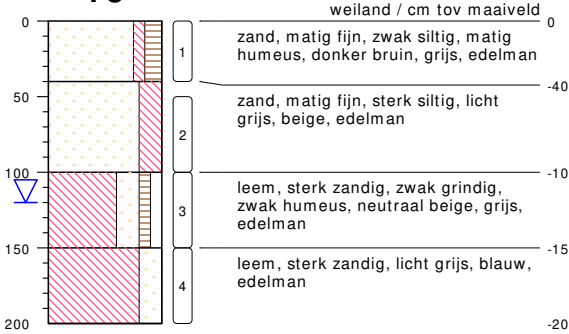 weiland / cm tov maaiveld
0
0
1
zand, matig fijn, zwak siltig, matig
humeus, donker bruin, grijs, edelman
-40
50
2
zand, matig fijn, sterk siltig, licht
grijs, beige, edelman
100
-10
3
leem, sterk zandig, zwak grindig,
zwak humeus, neutraal beige, grijs,
edelman
150
-15
4
leem, sterk zandig, licht grijs, blauw,
edelman
200
-20